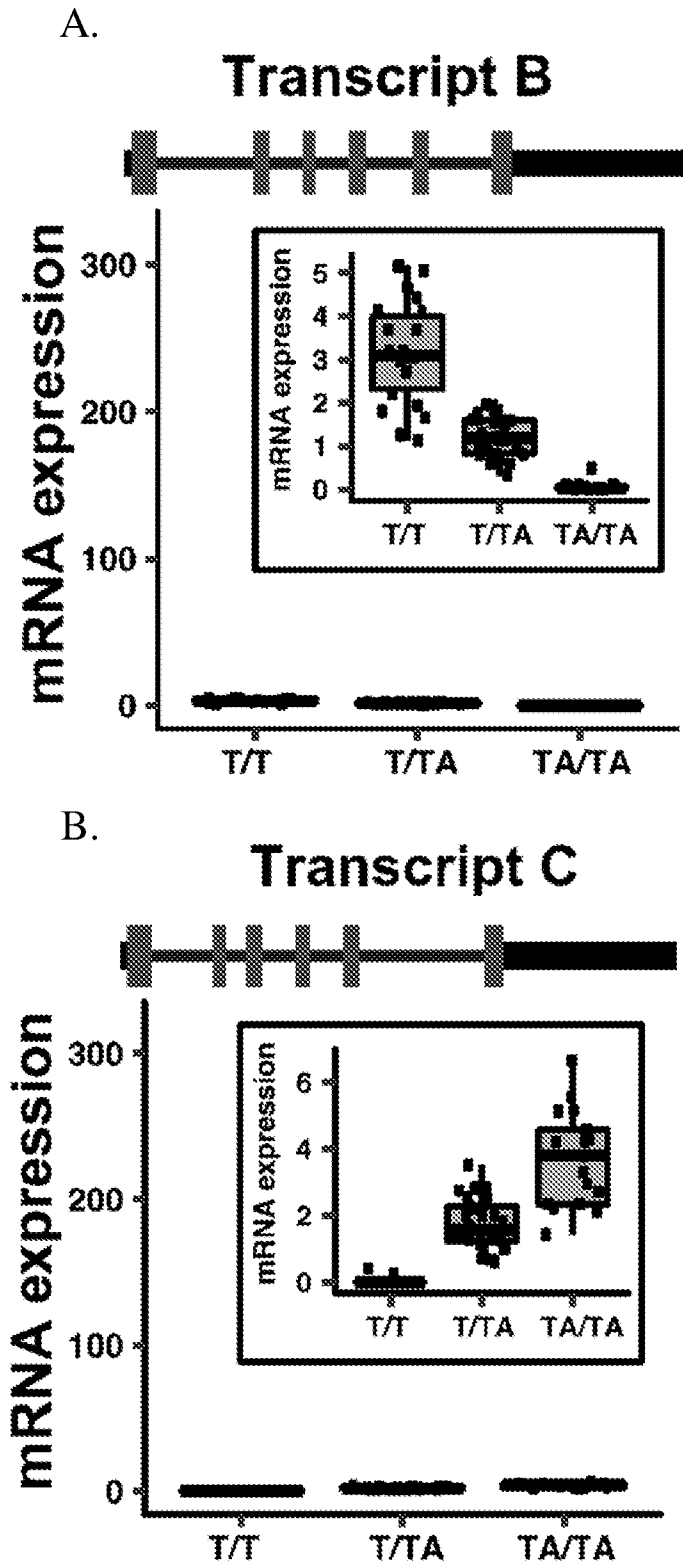 A.
Transcript B
mRNA expression
300
200
100
0
mRNA expression
5
4
3
2
1
0
T/T T/TA TA/TA
T/T T/TA TA/TA
B.
Transcript C
mRNA expression
300
200
100
0
mRNA expression
6
4
2
0
T/T T/TA TA/TA
T/T T/TA TA/TA